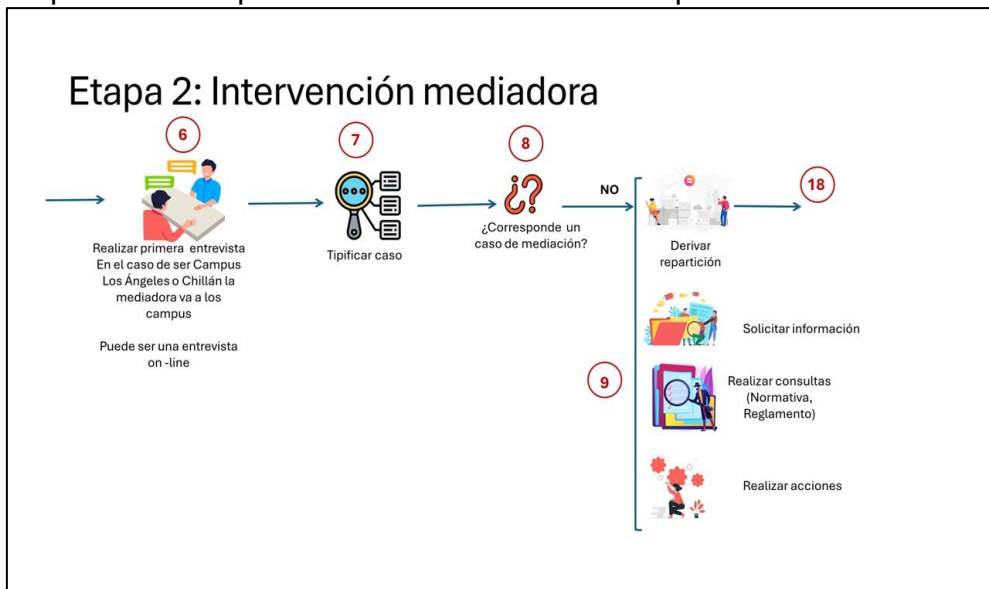 Etapa 2: Intervención mediadora
6
Realizar primera entrevista
En el caso de ser Campus
Los Ángeles o Chillán la
mediadora va a los
campus
Puede ser una entrevista
on -line
7
Tipificar caso
8
¿?
¿Corresponde un
caso de mediación?
NO
Derivar
repartición
18
9
Solicitar información
Realizar consultas
(Normativa,
Reglamento)
Realizar acciones